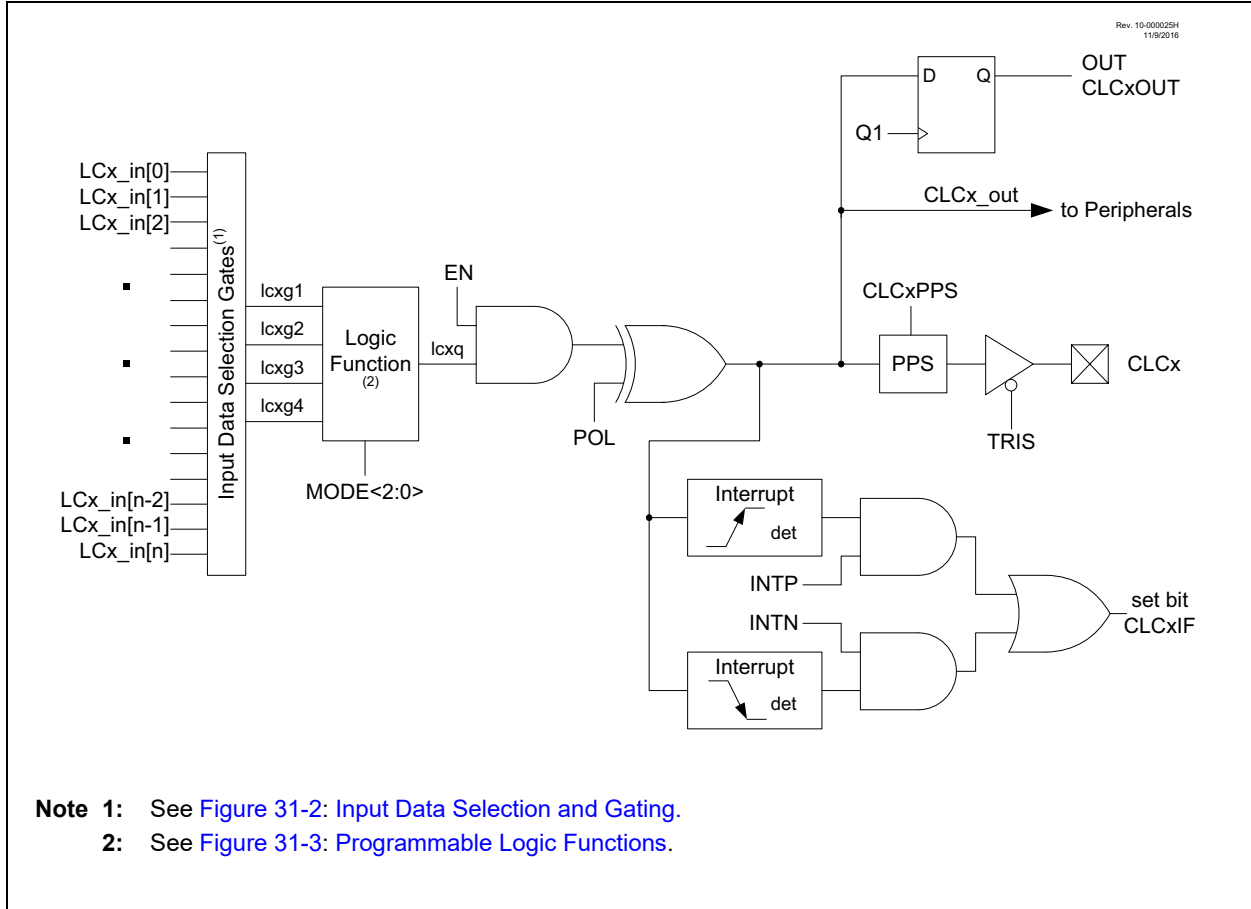 Rev. 10-000025H
11/9/2016
OUT
CLCxOUT
D Q
Q1
LCx_in[0]
LCx_in[1]
LCx_in[2]
CLCx_out
to Peripherals
Input Data Selection Gates(1)
EN
CLCxPPS
lcxg1
lcxg2
lcxg3
lcxg4
Logic
Function
(2)
lcxq
PPS
CLCx
POL
TRIS
MODE<2:0>
LCx_in[n-2]
LCx_in[n-1]
LCx_in[n]
Interrupt
det
INTP
INTN
set bit
CLCxIF
Interrupt
det
Note 1: See Figure 31-2: Input Data Selection and Gating.
2: See Figure 31-3: Programmable Logic Functions.